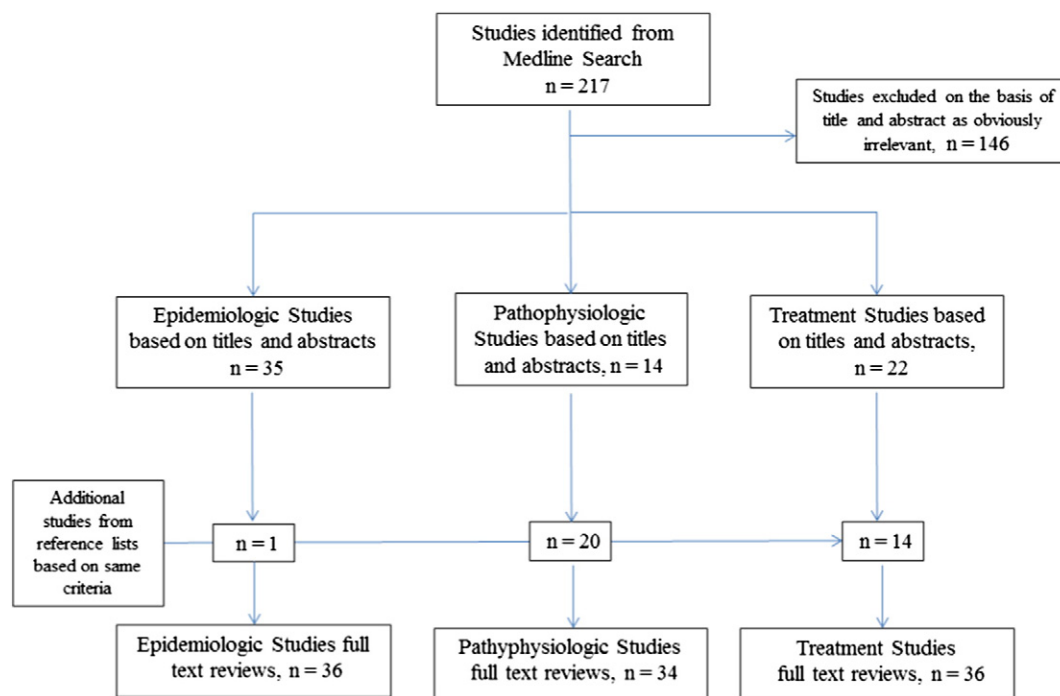 Studies identified from
Medline Search
n = 217
Studies excluded on the basis of
title and abstract as obviously
irrelevant, n = 146
Epidemiologic Studies
based on titles and abstracts
n = 35
Pathophysiologic
Studies based on titles
and abstracts, n = 14
Treatment Studies based
on titles and abstracts,
n = 22
Additional
studies from
reference lists
based on same
criteria
n = 1
n = 20
n = 14
Epidemiologic Studies full
text reviews, n = 36
Pathyphysiologic Studies
full text reviews, n = 34
Treatment Studies
full text reviews, n = 36